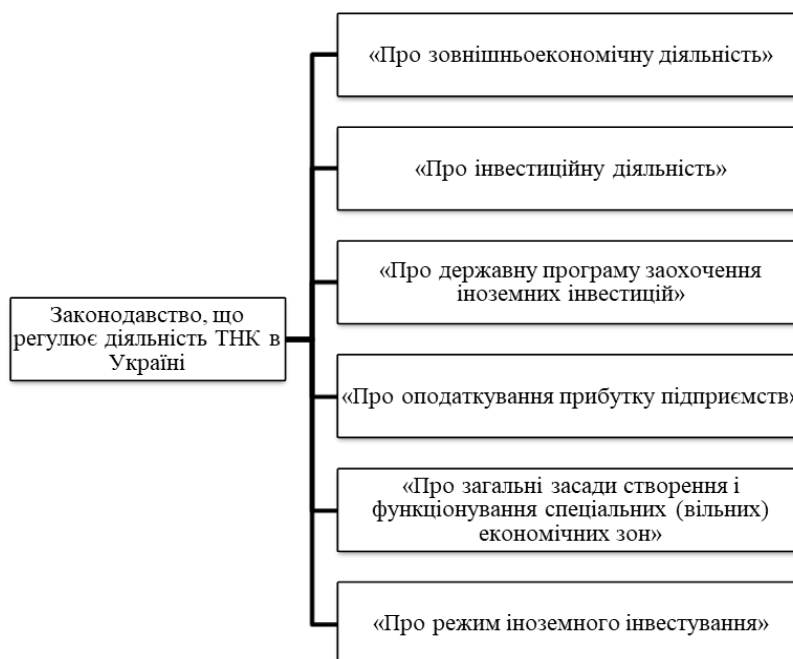 «Про зовнішньоекономічну діяльність»
«Про інвестиційну діяльність»
«Про державну програму заохочення
іноземних інвестицій»
Законодавство, що
регулює діяльність ТНК в
Україні
«Про оподаткування прибутку підприємств»
«Про загальні засади створення і
функціонування спеціальних (вільних)
економічних зон»
«Про режим іноземного інвестування»